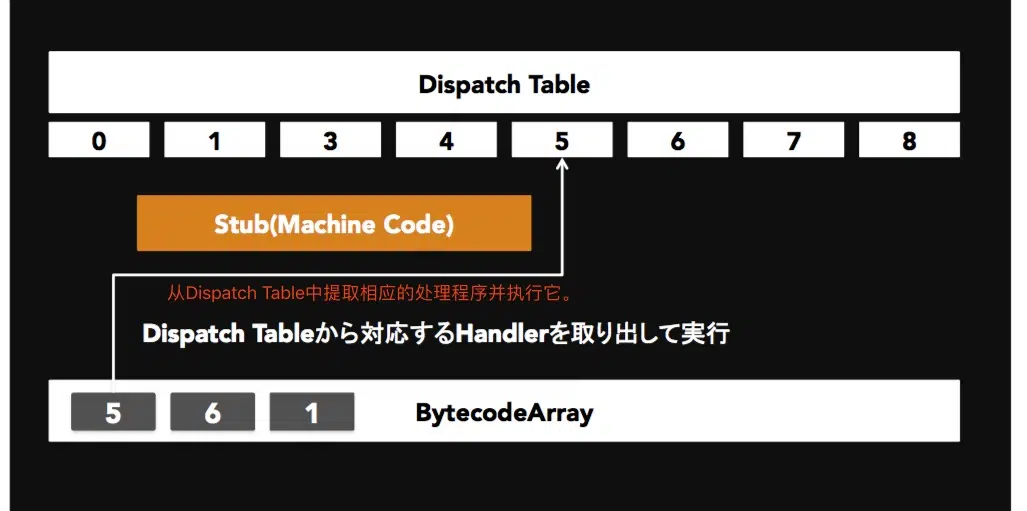 Dispatch Table
0 1 3 4 5 6 7 8
Stub(Machine Code)
从Dispatch Table中提取相应的处理程序并执行它。
Dispatch Tableから対応するHandlerを取り出して実行
5 6 1 BytecodeArray